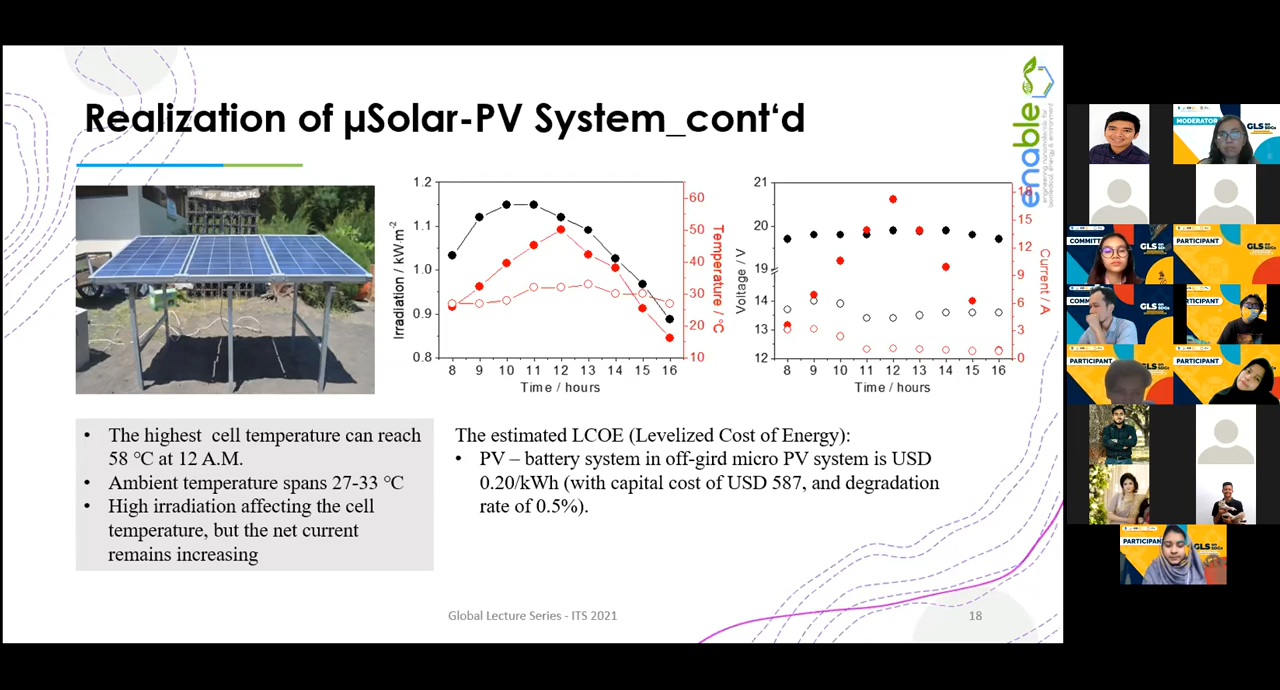 Realization of µSolar-PV System_cont‘d
enable
1.2
1.1
1.0
0.9
0.8
Irradiation / kW·m-2
60
50
40
30
20
10
Temperature / ℃
8 9 10 11 12 13 14 15 16
Time / hours
21
20
19
14
13
12
Voltage / V
18
15
12
9
6
3
0
Current / A
8 9 10 11 12 13 14 15 16
Time / hours
• The highest cell temperature can reach
58 ℃ at 12 A.M.
• Ambient temperature spans 27-33 ℃
• High irradiation affecting the cell
temperature, but the net current
remains increasing
The estimated LCOE (Levelized Cost of Energy):
• PV – battery system in off-gird micro PV system is USD
0.20/kWh (with capital cost of USD 587, and degradation
rate of 0.5%).
Global Lecture Series - ITS 2021
18
MODERATOR
GLS
COMMIT
GLS
PARTICIPANT
GLS
COMM
PARTICIPANT
PARTICIPANT
PARTICIPANT
PARTICIPAN
GLS